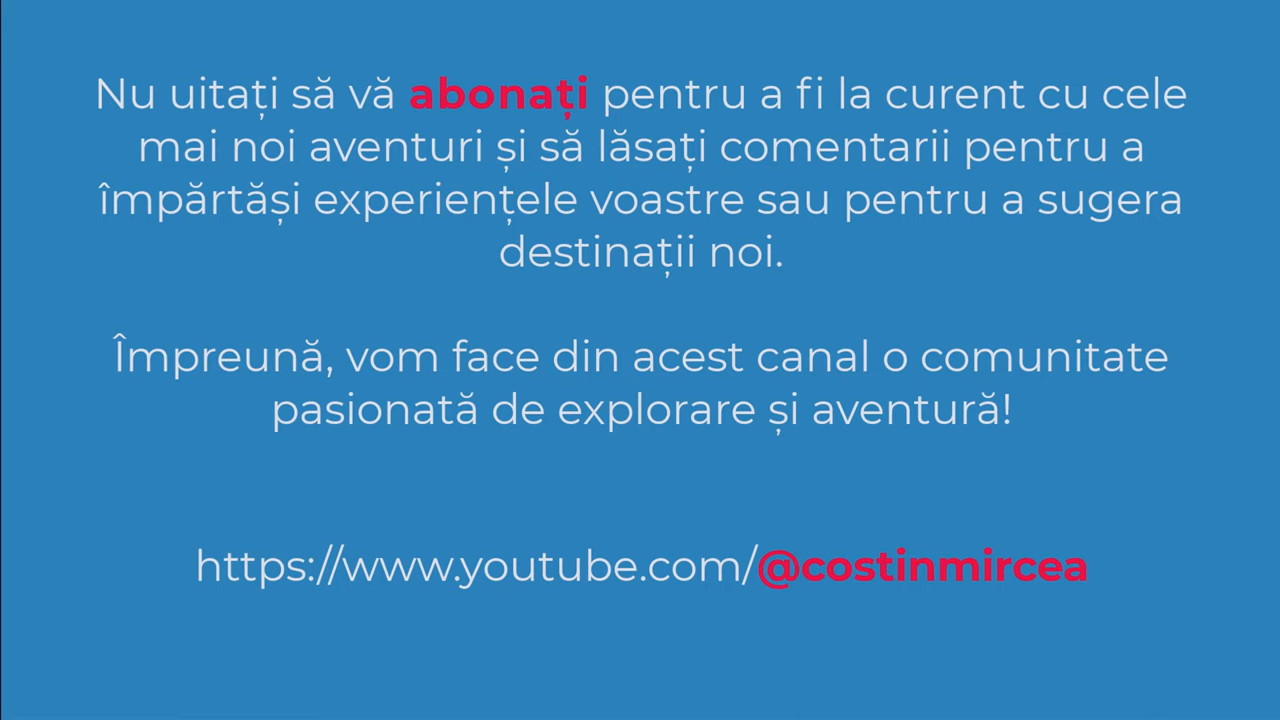 Nu uitați să vă abonați pentru a fi la curent cu cele
mai noi aventuri și să lăsați comentarii pentru a
împărtăși experiențele voastre sau pentru a sugera
destinații noi.
Împreună, vom face din acest canal o comunitate
pasionată de explorare și aventură!
https://www.youtube.com/@costinmircea